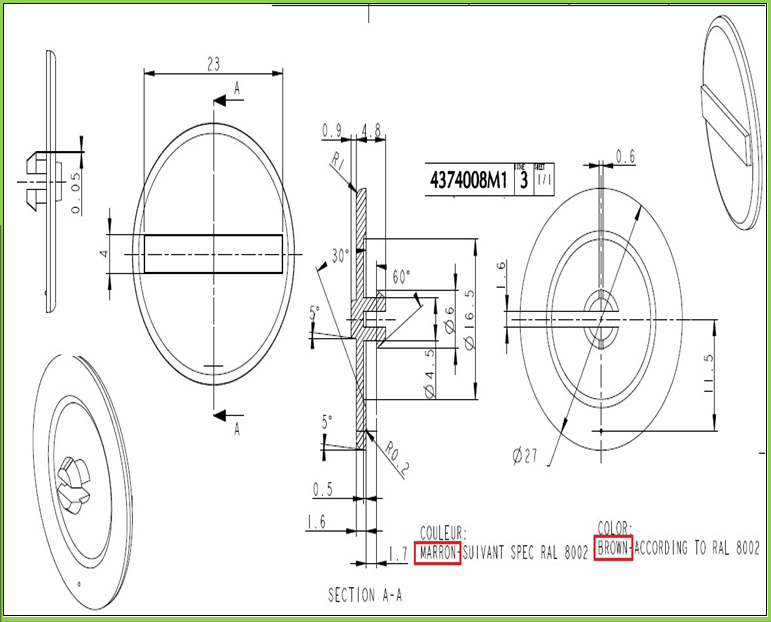 23
A
0.9
4.8
R1
4374008M1
3
SHEET
1/1
0.6
0.05
4
30°
60°
1.6
5°
Ø6
Ø16.5
Ø4.5
11.5
A
5°
R0.2
Ø27
0.5
1.6
1.7
COULEUR:
MARRON-SUIVANT SPEC RAL 8002
COLOR:
BROWN-ACCORDING TO RAL 8002
SECTION A-A